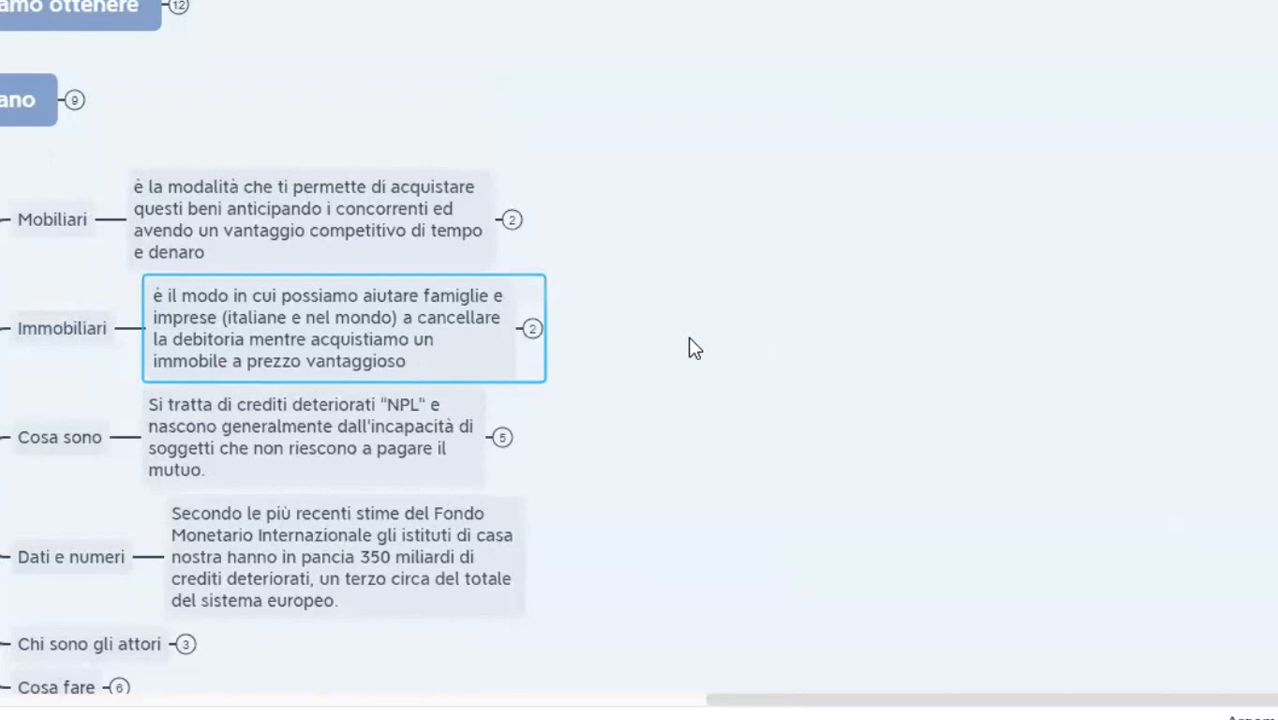 amo ottenere
12
ano
9
Mobiliari
è la modalità che ti permette di acquistare
questi beni anticipando i concorrenti ed
avendo un vantaggio competitivo di tempo
e denaro
2
Immobiliari
è il modo in cui possiamo aiutare famiglie e
imprese (italiane e nel mondo) a cancellare
la debitoria mentre acquistiamo un
immobile a prezzo vantaggioso
2
Cosa sono
Si tratta di crediti deteriorati "NPL" e
nascono generalmente dall'incapacità di
soggetti che non riescono a pagare il
mutuo.
5
Dati e numeri
Secondo le più recenti stime del Fondo
Monetario Internazionale gli istituti di casa
nostra hanno in pancia 350 miliardi di
crediti deteriorati, un terzo circa del totale
del sistema europeo.
Chi sono gli attori
3
Cosa fare
6